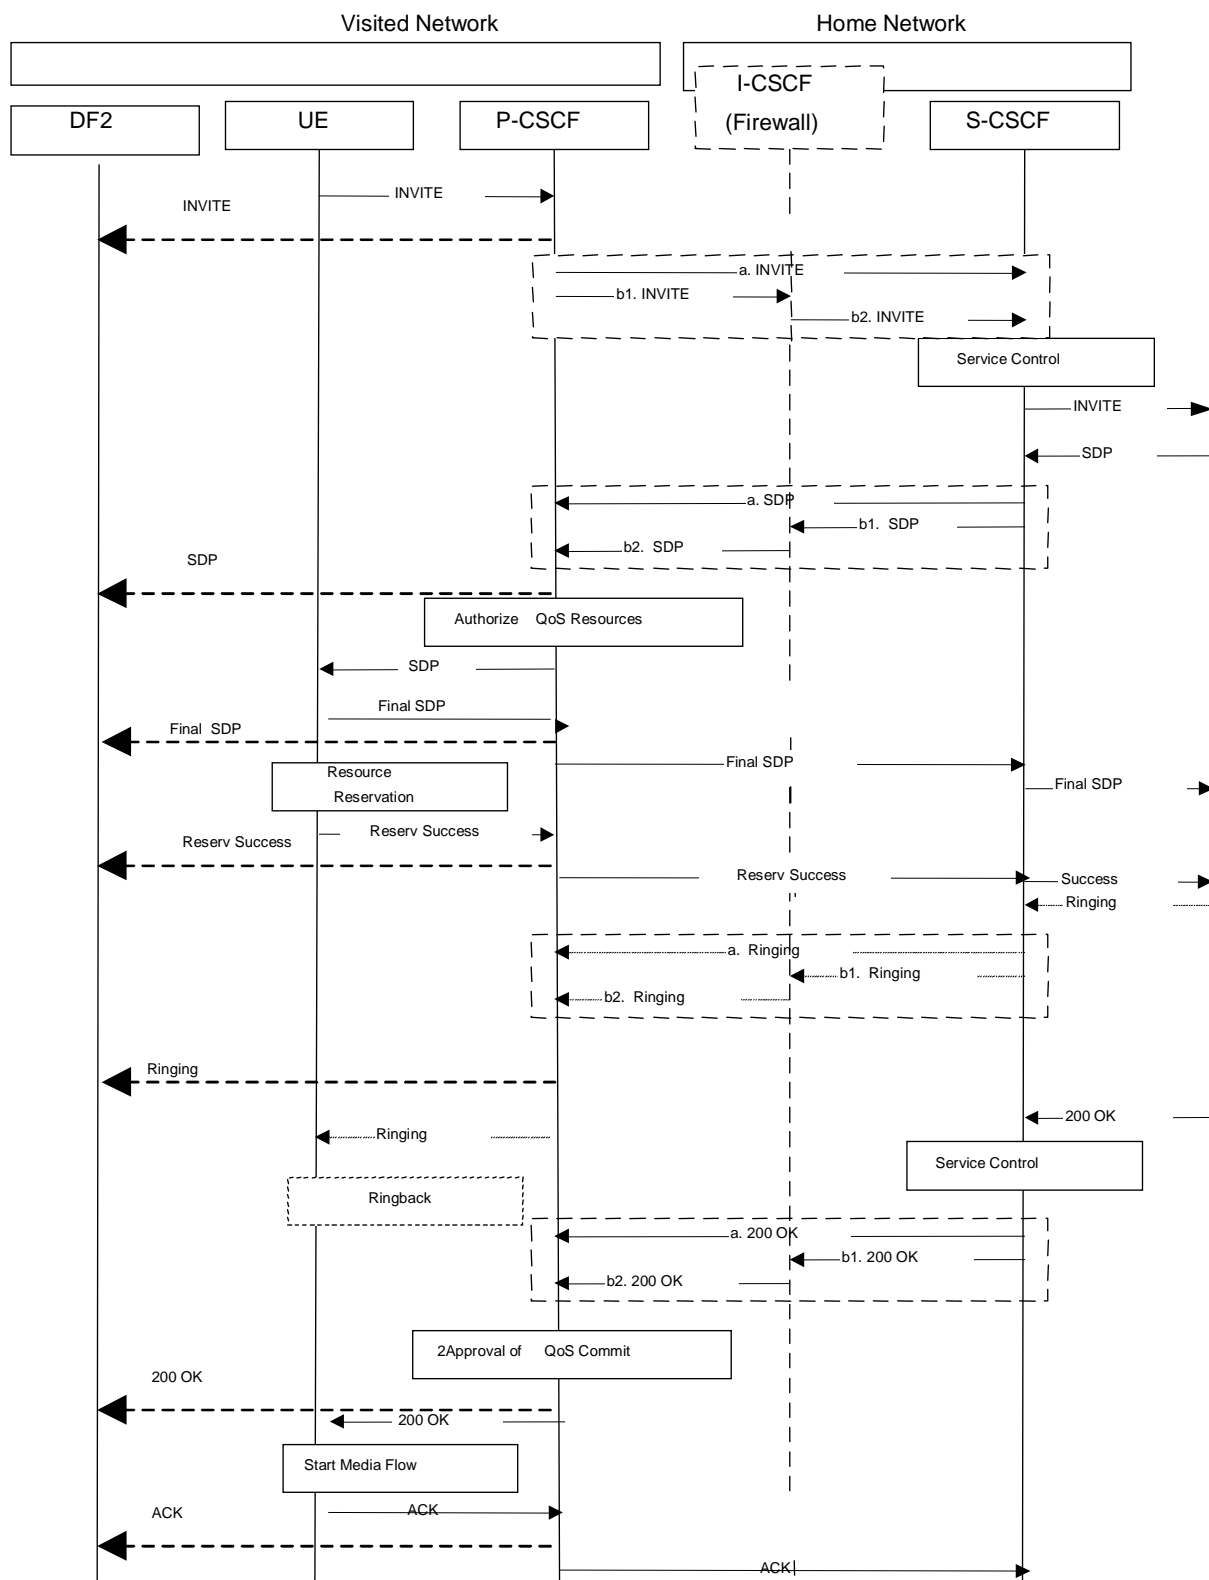 Visited Network
Home Network
DF2
UE
P-CSCF
I-CSCF
(Firewall)
S-CSCF
INVITE
INVITE
a. INVITE
b1. INVITE
b2. INVITE
Service Control
INVITE
SDP
a. SDP
b1. SDP
b2. SDP
SDP
Authorize QoS Resources
SDP
Final SDP
Final SDP
Final SDP
Resource
Reservation
Final SDP
Reserv Success
Reserv Success
Reserv Success
Success
Ringing
a. Ringing
b1. Ringing
b2. Ringing
Ringing
200 OK
Ringing
Service Control
Ringback
a. 200 OK
b1. 200 OK
b2. 200 OK
2Approval of QoS Commit
200 OK
200 OK
Start Media Flow
ACK
ACK
ACK